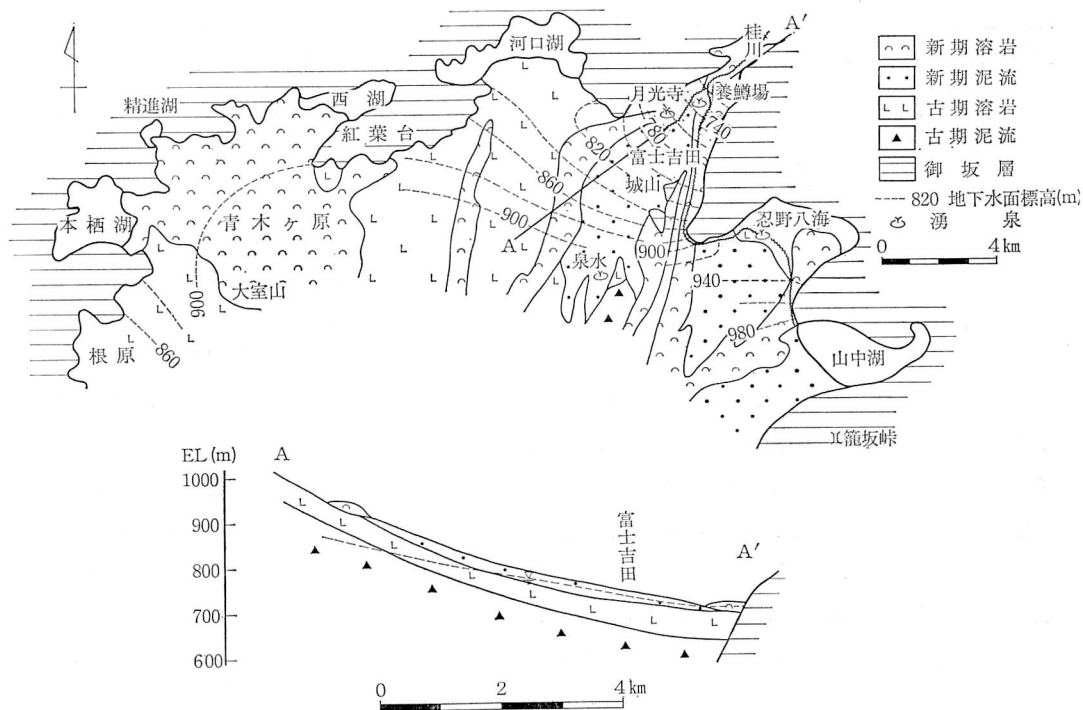 河口湖
桂川
A'
精進湖
西湖
月光寺
養鱒場
紅葉台
780
740
820
富士吉田
860
城山
本栖湖
青木ヶ原
900
A
900
忍野八海
泉水
940
大室山
900
980
根原
860
山中湖
籠坂峠
新期溶岩
新期泥流
古期溶岩
古期泥流
御坂層
820 地下水面標高(m)
湧泉
0 4km
EL(m)
A
1000
900
富士吉田
A'
800
700
600
0 2 4km